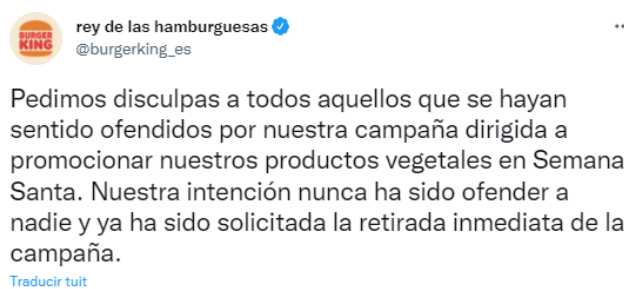 BURGER
KING
rey de las hamburguesas
@burgerking_es
Pedimos disculpas a todos aquellos que se hayan
sentido ofendidos por nuestra campaña dirigida a
promocionar nuestros productos vegetales en Semana
Santa. Nuestra intención nunca ha sido ofender a
nadie y ya ha sido solicitada la retirada inmediata de la
campaña.
Traducir tuit